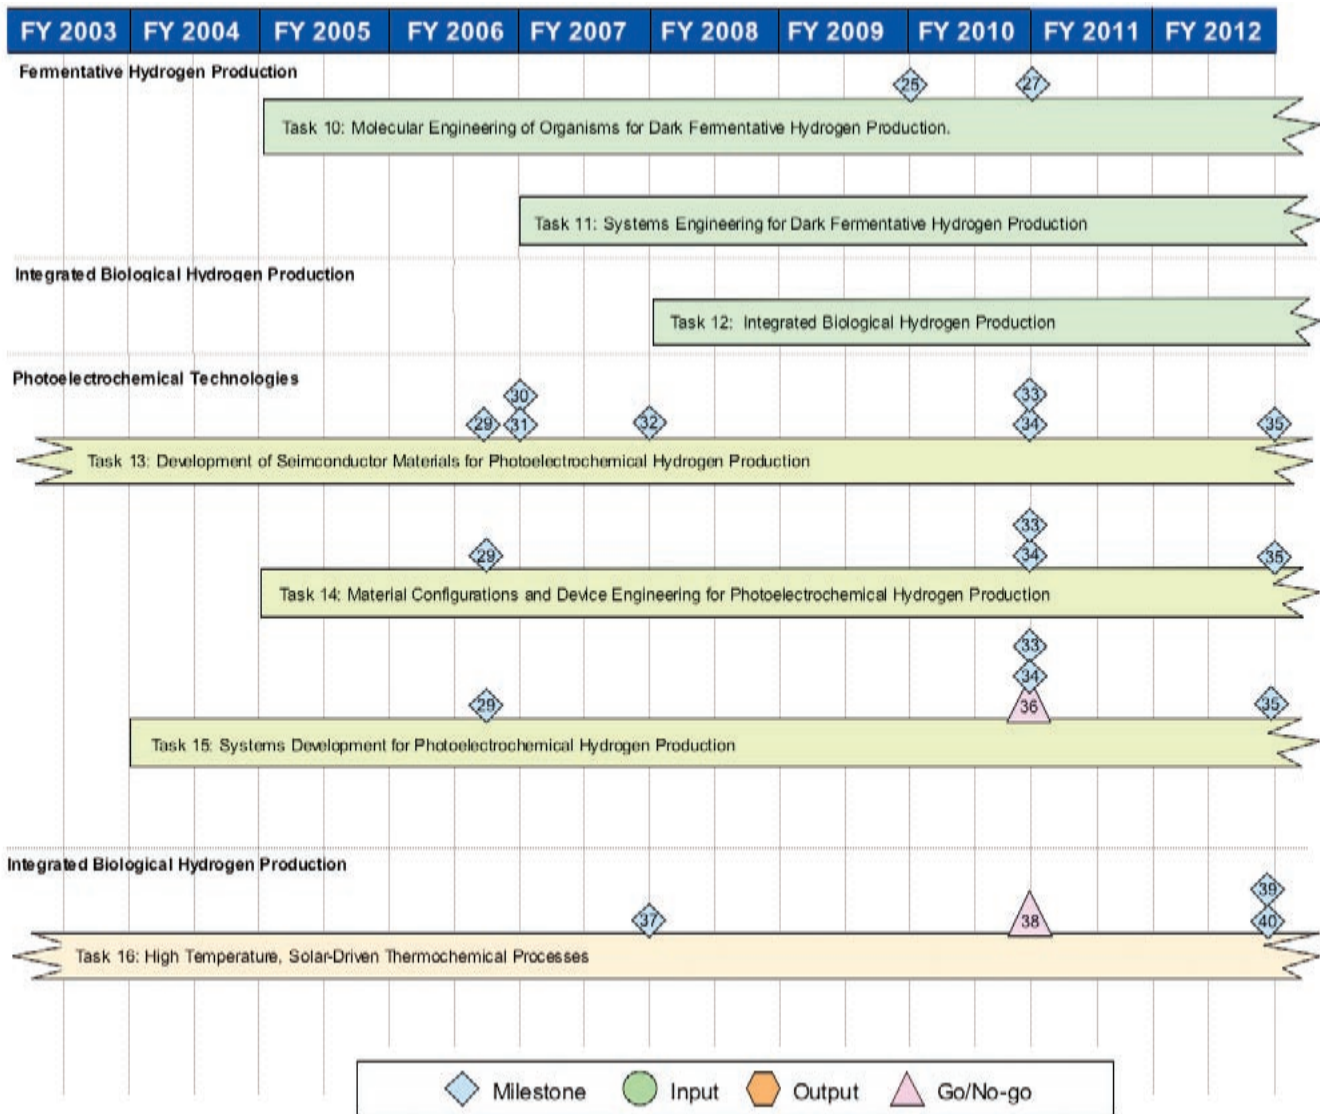 FY 2003 FY 2004 FY 2005 FY 2006 FY 2007 FY 2008 FY 2009 FY 2010 FY 2011 FY 2012
Fermentative Hydrogen Production
25 27
Task 10: Molecular Engineering of Organisms for Dark Fermentative Hydrogen Production.
Task 11: Systems Engineering for Dark Fermentative Hydrogen Production
Integrated Biological Hydrogen Production
Task 12: Integrated Biological Hydrogen Production
Photoelectrochemical Technologies
30 33
29 31 32 34 35
Task 13: Development of Seimconductor Materials for Photoelectrochemical Hydrogen Production
33
29 34 35
Task 14: Material Configurations and Device Engineering for Photoelectrochemical Hydrogen Production
33
34
29 36 35
Task 15: Systems Development for Photoelectrochemical Hydrogen Production
Integrated Biological Hydrogen Production
39
37 38 40
Task 16: High Temperature, Solar-Driven Thermochemical Processes
Milestone Input Output Go/No-go